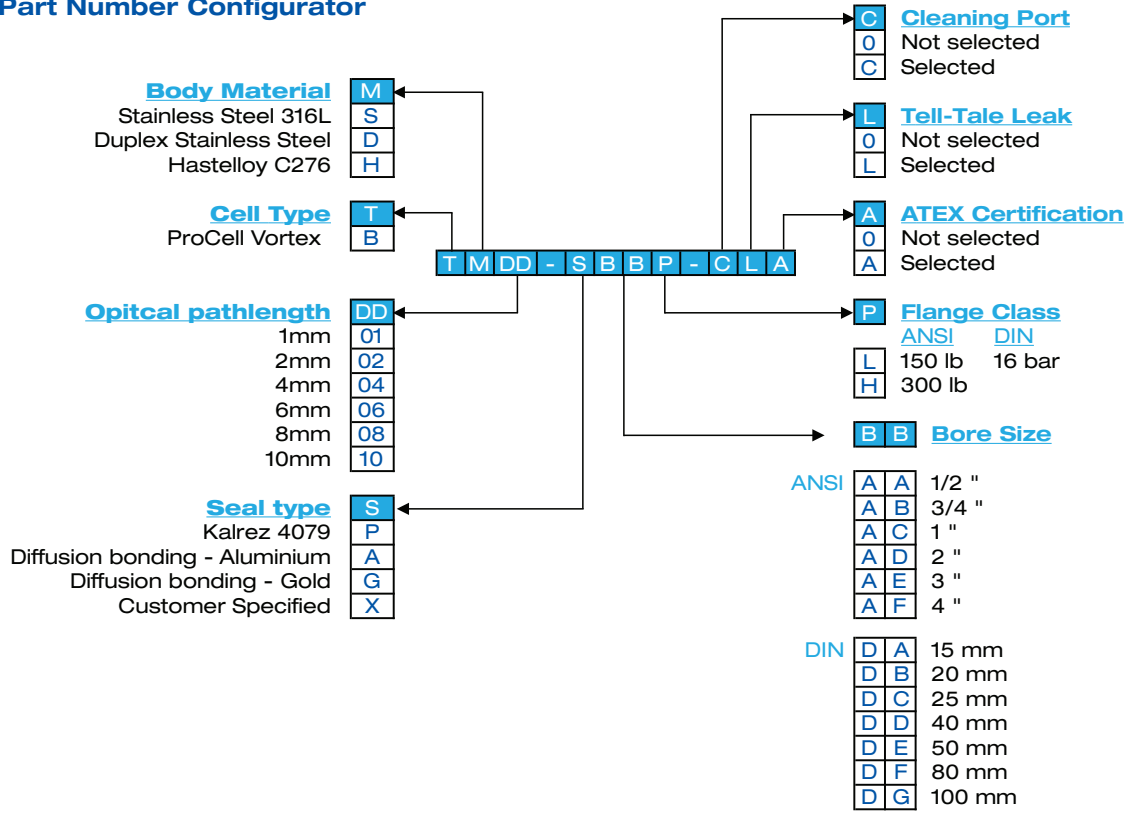 Part Number Configurator
C Cleaning Port
0 Not selected
C Selected
Body Material M
Stainless Steel 316L S
Duplex Stainless Steel D
Hastelloy C276 H
L Tell-Tale Leak
0 Not selected
L Selected
Cell Type T
ProCell Vortex B
A ATEX Certification
0 Not selected
A Selected
T M DD - S B B P - C L A
Opitcal pathlength DD
1mm 01
2mm 02
4mm 04
6mm 06
8mm 08
10mm 10
P Flange Class
ANSI DIN
L 150 lb 16 bar
H 300 lb
B B Bore Size
ANSI A A 1/2 "
A B 3/4 "
A C 1 "
A D 2 "
A E 3 "
A F 4 "
Seal type S
Kalrez 4079 P
Diffusion bonding - Aluminium A
Diffusion bonding - Gold G
Customer Specified X
DIN D A 15 mm
D B 20 mm
D C 25 mm
D D 40 mm
D E 50 mm
D F 80 mm
D G 100 mm